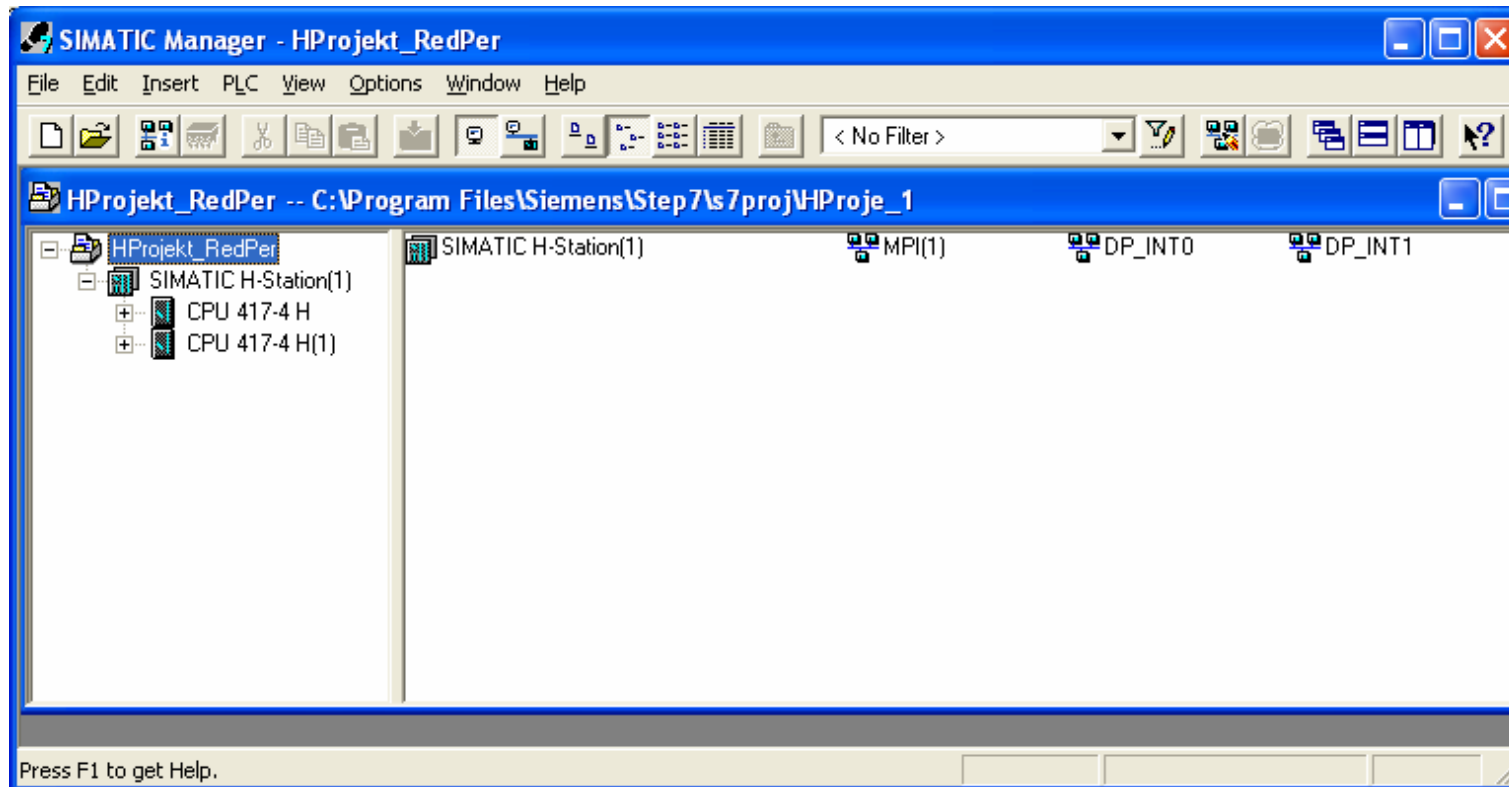 SIMATIC Manager - HProjekt_RedPer
File Edit Insert PLC View Options Window Help
< No Filter >
HProjekt_RedPer -- C:\Program Files\Siemens\Step7\s7proj\HProje_1
HProjekt_RedPer
SIMATIC H-Station(1)
CPU 417-4 H
CPU 417-4 H(1)
SIMATIC H-Station(1) MPI(1) DP_INT0 DP_INT1
Press F1 to get Help.